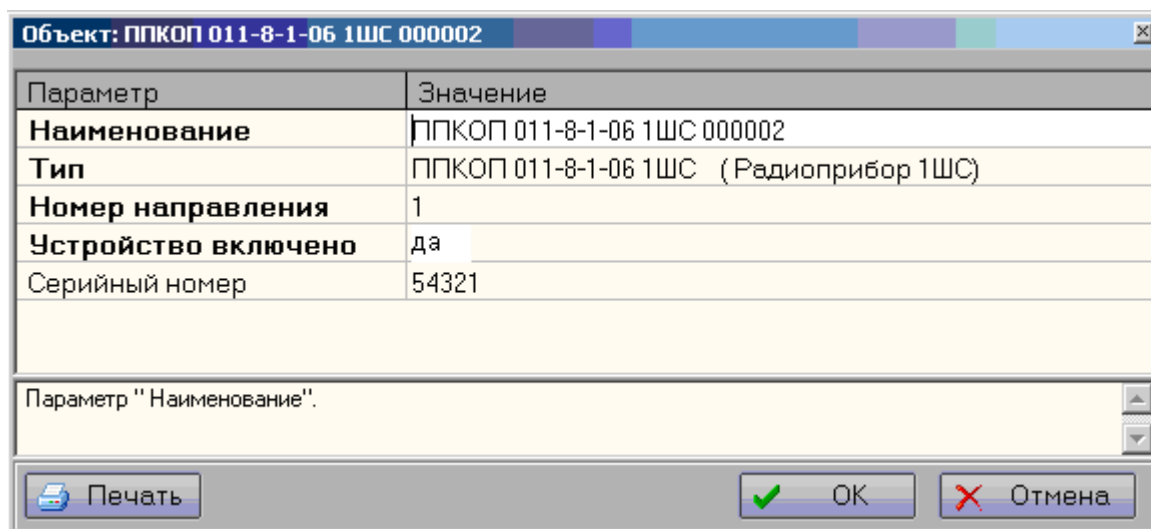 Объект: ППКОП 011-8-1-06 1ШС 000002
Параметр Значение
Наименование ППКОП 011-8-1-06 1ШС 000002
Тип ППКОП 011-8-1-06 1ШС (Радиоприбор 1ШС)
Номер направления 1
Устройство включено да
Серийный номер 54321
Параметр "Наименование".
Печать OK Отмена